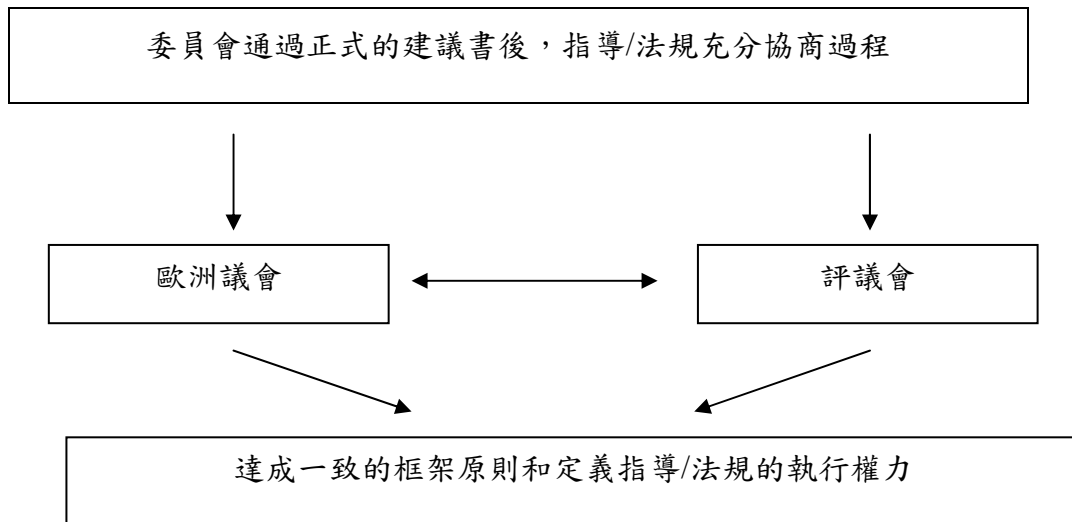 委員會通過正式的建議書後，指導/法規充分協商過程
歐洲議會
評議會
達成一致的框架原則和定義指導/法規的執行權力